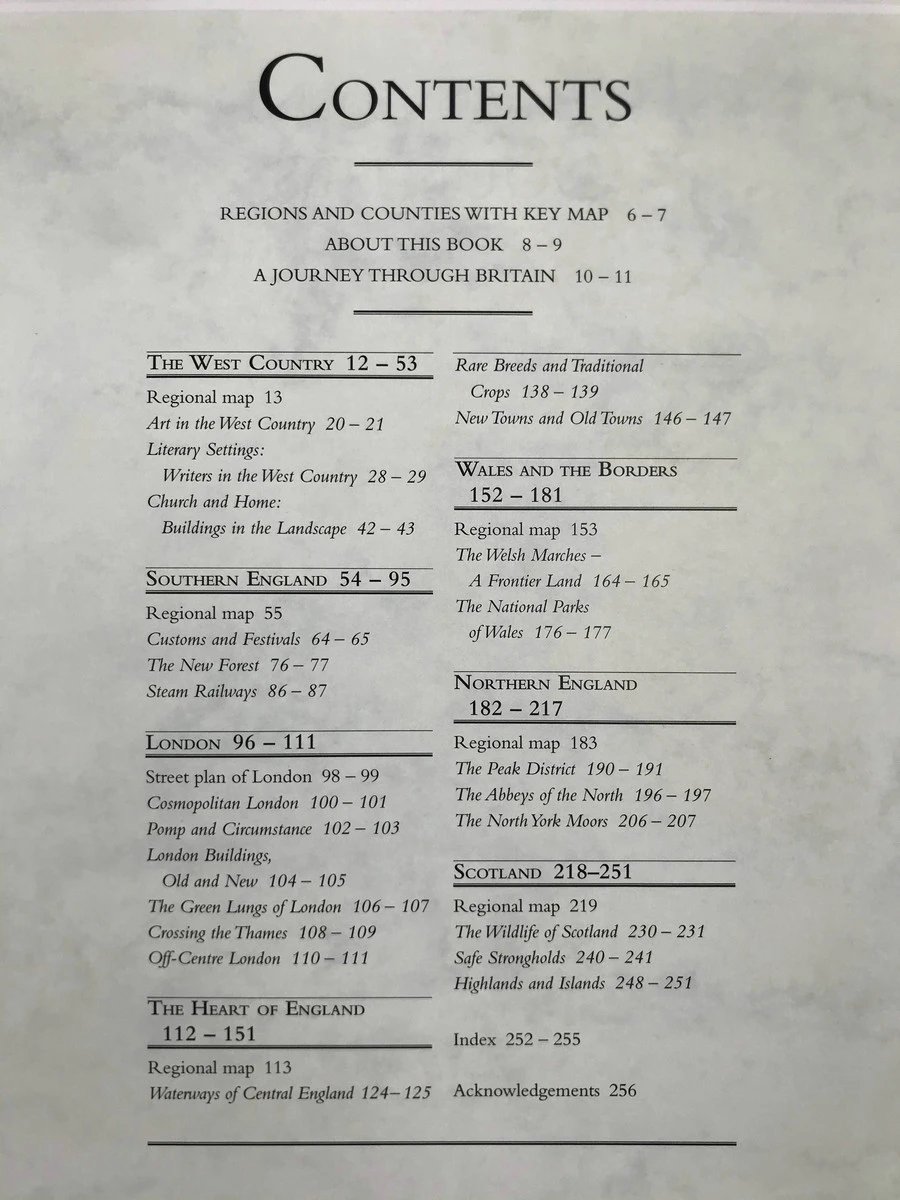 CONTENTS
REGIONS AND COUNTIES WITH KEY MAP 6 – 7
ABOUT THIS BOOK 8 – 9
A JOURNEY THROUGH BRITAIN 10 – 11
THE WEST COUNTRY 12 – 53
Regional map 13
Art in the West Country 20 – 21
Literary Settings:
Writers in the West Country 28 – 29
Church and Home:
Buildings in the Landscape 42 – 43
SOUTHERN ENGLAND 54 – 95
Regional map 55
Customs and Festivals 64 – 65
The New Forest 76 – 77
Steam Railways 86 – 87
LONDON 96 – 111
Street plan of London 98 – 99
Cosmopolitan London 100 – 101
Pomp and Circumstance 102 – 103
London Buildings,
Old and New 104 – 105
The Green Lungs of London 106 – 107
Crossing the Thames 108 – 109
Off-Centre London 110 – 111
THE HEART OF ENGLAND
112 – 151
Regional map 113
Waterways of Central England 124– 125
Rare Breeds and Traditional
Crops 138 – 139
New Towns and Old Towns 146 – 147
WALES AND THE BORDERS
152 – 181
Regional map 153
The Welsh Marches –
A Frontier Land 164 – 165
The National Parks
of Wales 176 – 177
NORTHERN ENGLAND
182 – 217
Regional map 183
The Peak District 190 – 191
The Abbeys of the North 196 – 197
The North York Moors 206 – 207
SCOTLAND 218–251
Regional map 219
The Wildlife of Scotland 230 – 231
Safe Strongholds 240 – 241
Highlands and Islands 248 – 251
Index 252 – 255
Acknowledgements 256